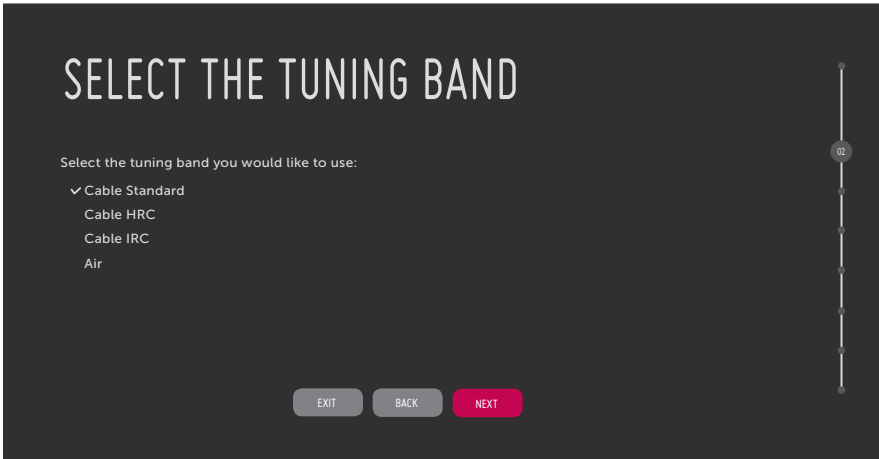 SELECT THE TUNING BAND
Select the tuning band you would like to use:
Cable Standard
Cable HRC
Cable IRC
Air
02
EXIT
BACK
NEXT